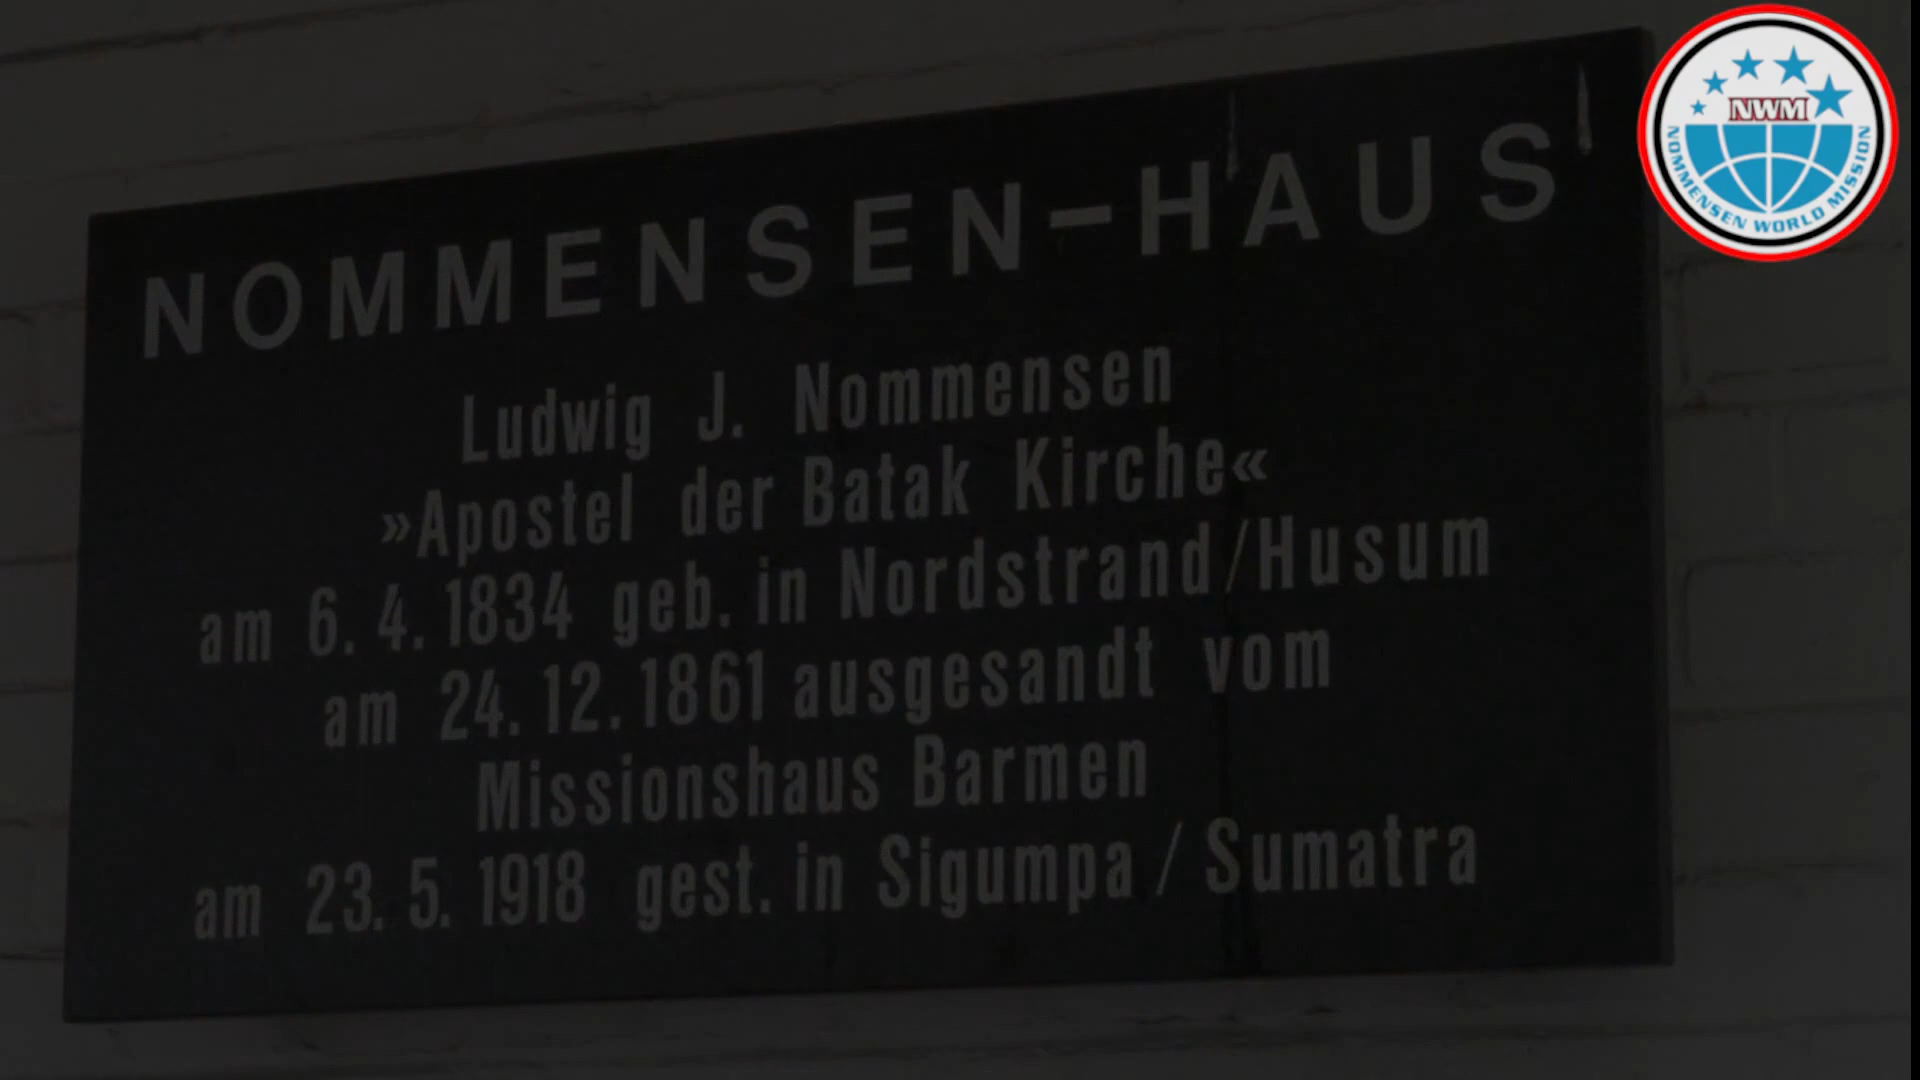 NOMMENSEN-HAUS
Ludwig J. Nommensen
»Apostel der Batak Kirche«
am 6. 4. 1834 geb. in Nordstrand/Husum
am 24. 12. 1861 ausgesandt vom
Missionshaus Barmen
am 23. 5. 1918 gest. in Sigumpa / Sumatra
NWM
NOMMENSEN WORLD MISSION